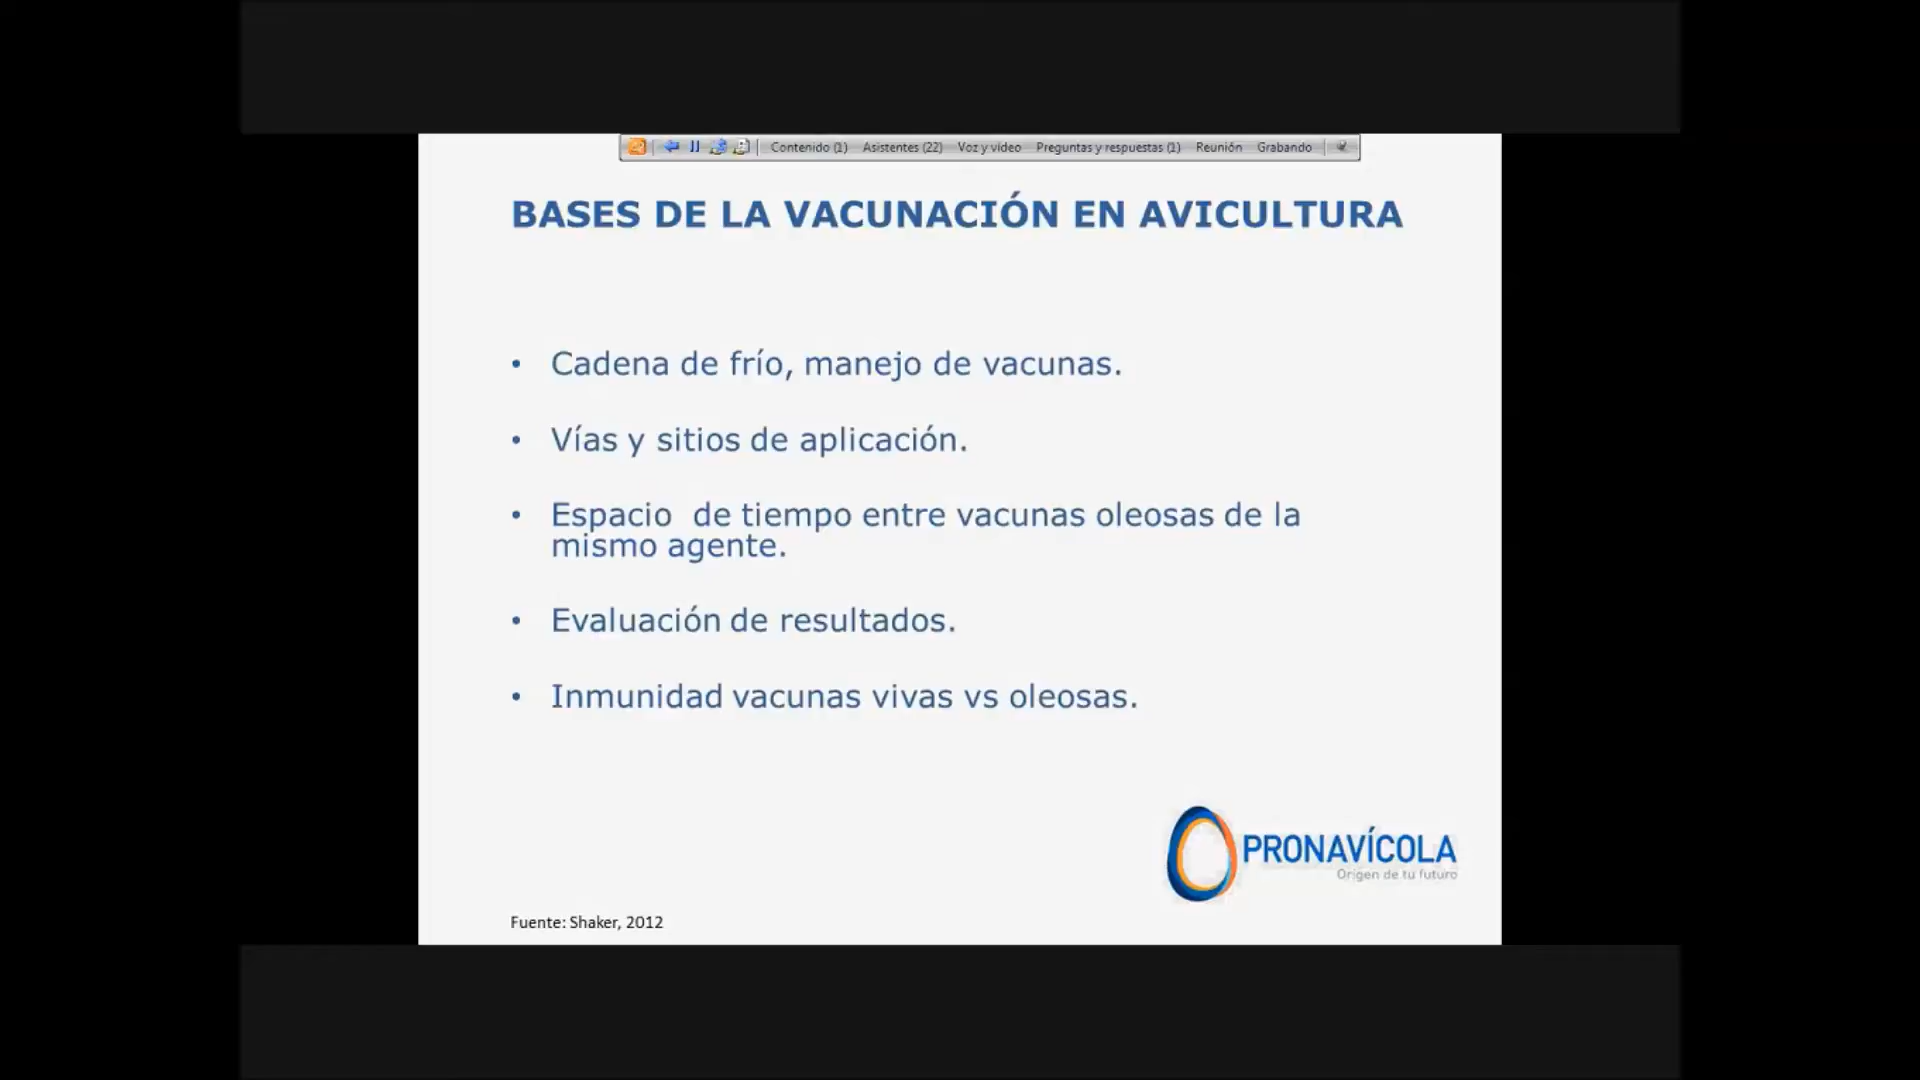 Contenido (1) Asistentes (22) Voz y vídeo Preguntas y respuestas (1) Reunión Grabando
BASES DE LA VACUNACIÓN EN AVICULTURA
• Cadena de frío, manejo de vacunas.
• Vías y sitios de aplicación.
• Espacio de tiempo entre vacunas oleosas de la
mismo agente.
• Evaluación de resultados.
• Inmunidad vacunas vivas vs oleosas.
PRONAVÍCOLA
Origen de tu futuro
Fuente: Shaker, 2012